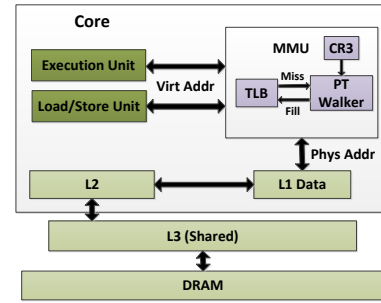 Core
MMU
CR3
Execution Unit
Virt Addr
Miss
TLB
PT
Walker
Fill
Load/Store Unit
Phys Addr
L2
L1 Data
L3 (Shared)
DRAM